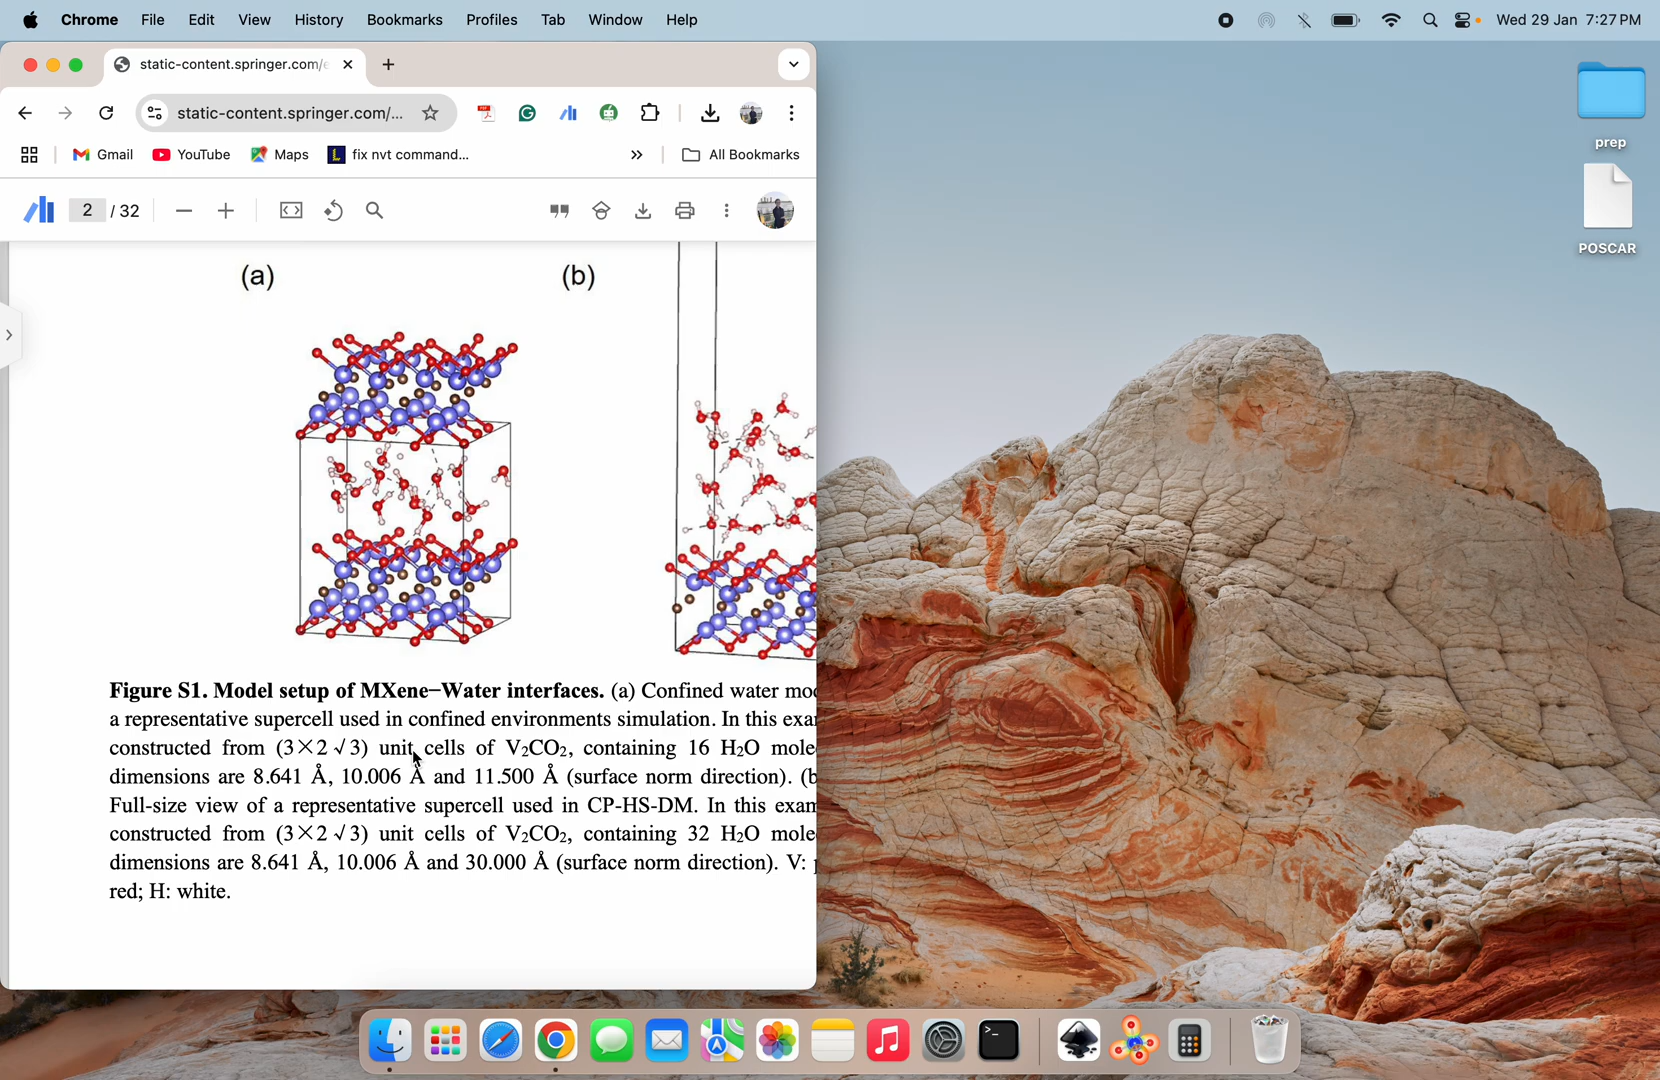 Chrome File Edit View History Bookmarks Profiles Tab Window Help Wed 29 Jan 7:27 PM
static-content.springer.com/e
static-content.springer.com/...
Gmail YouTube Maps fix nvt command... All Bookmarks
2 / 32
(a) (b)
Figure S1. Model setup of MXene−Water interfaces. (a) Confined water mo
a representative supercell used in confined environments simulation. In this exa
constructed from (3×2√3) unit cells of V₂CO₂, containing 16 H₂O mole
dimensions are 8.641 Å, 10.006 Å and 11.500 Å (surface norm direction). (b
Full-size view of a representative supercell used in CP-HS-DM. In this exam
constructed from (3×2√3) unit cells of V₂CO₂, containing 32 H₂O mole
dimensions are 8.641 Å, 10.006 Å and 30.000 Å (surface norm direction). V:
red; H: white.
prep
POSCAR